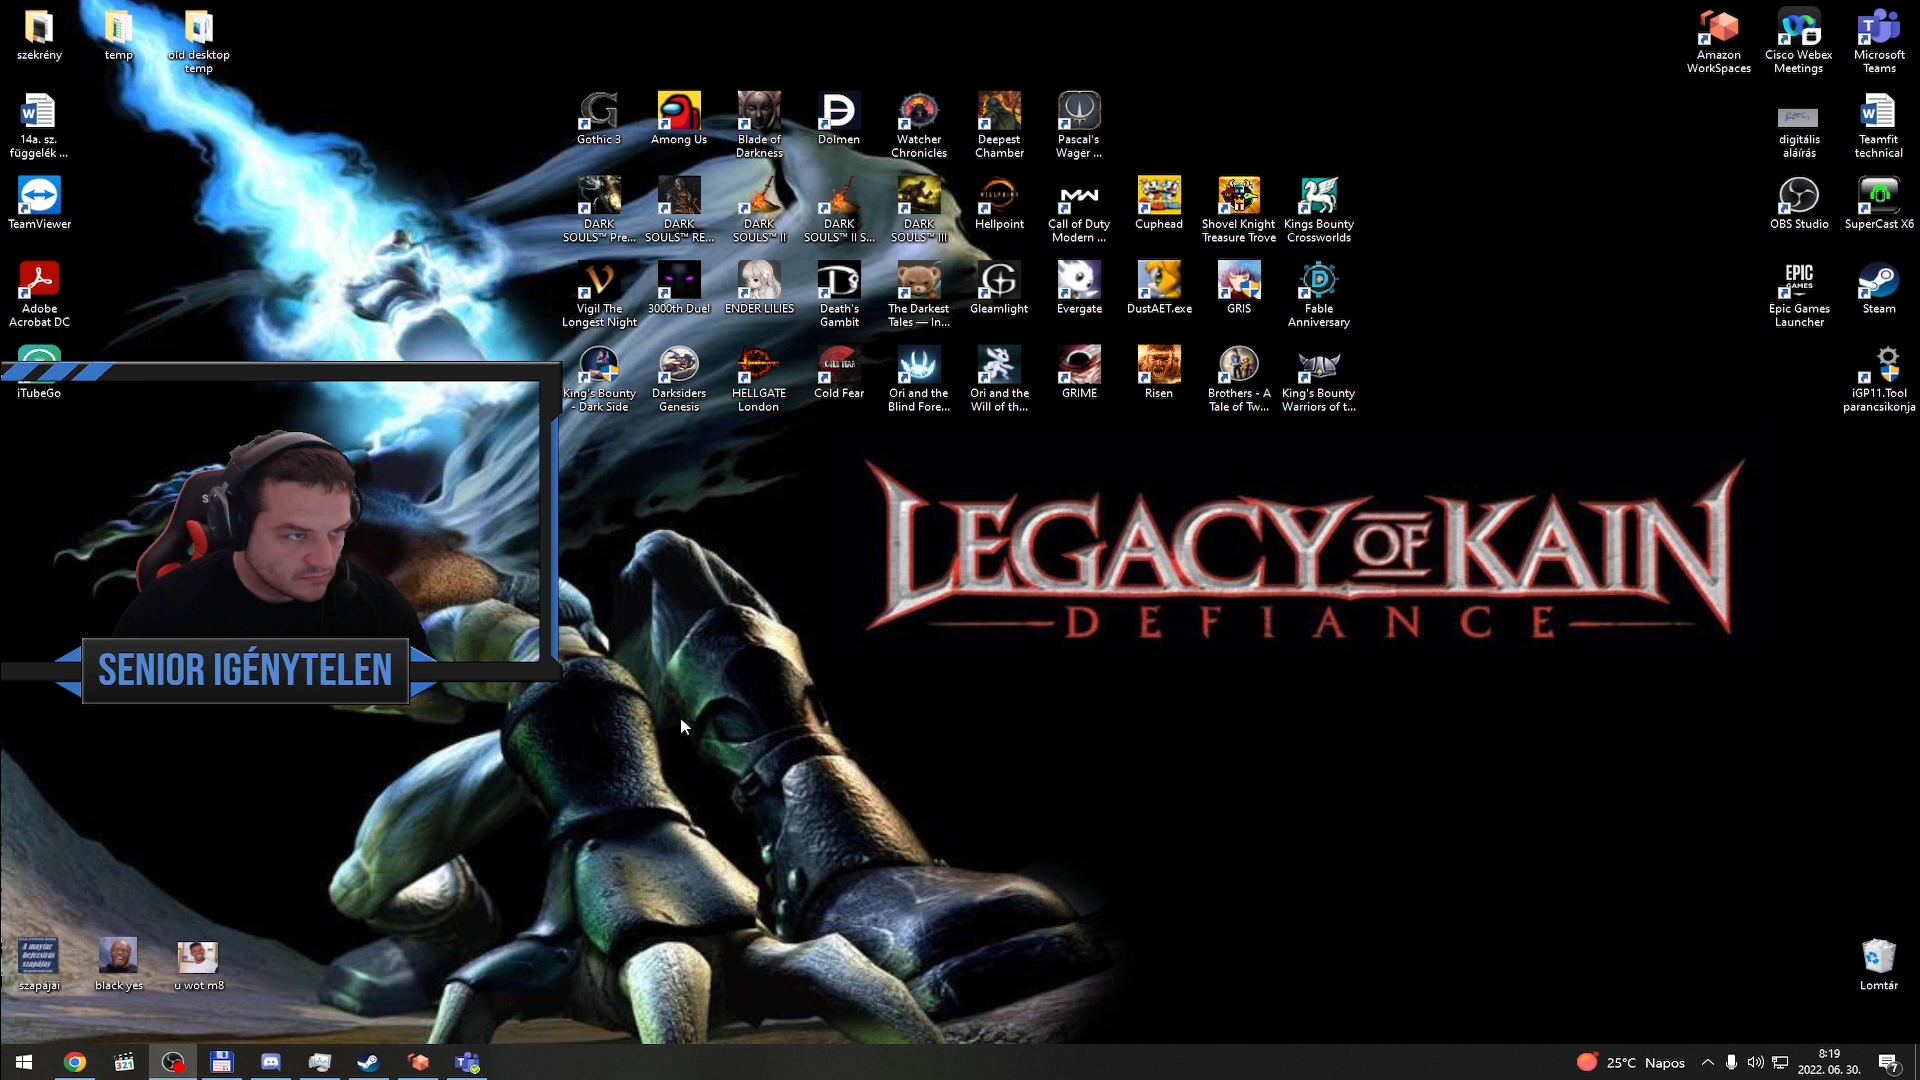 szekrény
temp
old desktop
temp
Amazon
WorkSpaces
Cisco Webex
Meetings
Microsoft
Teams
14a. sz.
függelék ...
Gothic 3
Among Us
Blade of
Darkness
Dolmen
Watcher
Chronicles
Deepest
Chamber
Pascal's
Wager ...
digitális
aláírás
Teamfit
technical
TeamViewer
DARK
SOULS™ Pre...
DARK
SOULS™ RE...
DARK
SOULS™ II
DARK
SOULS™ II S...
DARK
SOULS™ III
Hellpoint
Call of Duty
Modern ...
Cuphead
Shovel Knight
Treasure Trove
Kings Bounty
Crossworlds
OBS Studio
SuperCast X6
Adobe
Acrobat DC
Vigil The
Longest Night
3000th Duel
ENDER LILIES
Death's
Gambit
The Darkest
Tales — In...
Gleamlight
Evergate
DustAET.exe
GRIS
Fable
Anniversary
EPIC
GAMES
Epic Games
Launcher
Steam
iTubeGo
King's Bounty
- Dark Side
Darksiders
Genesis
HELLGATE
London
COLD FEAR
Cold Fear
Ori and the
Blind Fore...
Ori and the
Will of th...
GRIME
Risen
Brothers - A
Tale of Tw...
King's Bounty
Warriors of t...
iGP11.Tool
parancsikonja
LEGACY OF KAIN
DEFIANCE
SENIOR IGÉNYTELEN
szapájai
black yes
u wot m8
Lomtár
321
25°C Napos
8:19
2022. 06. 30.
7